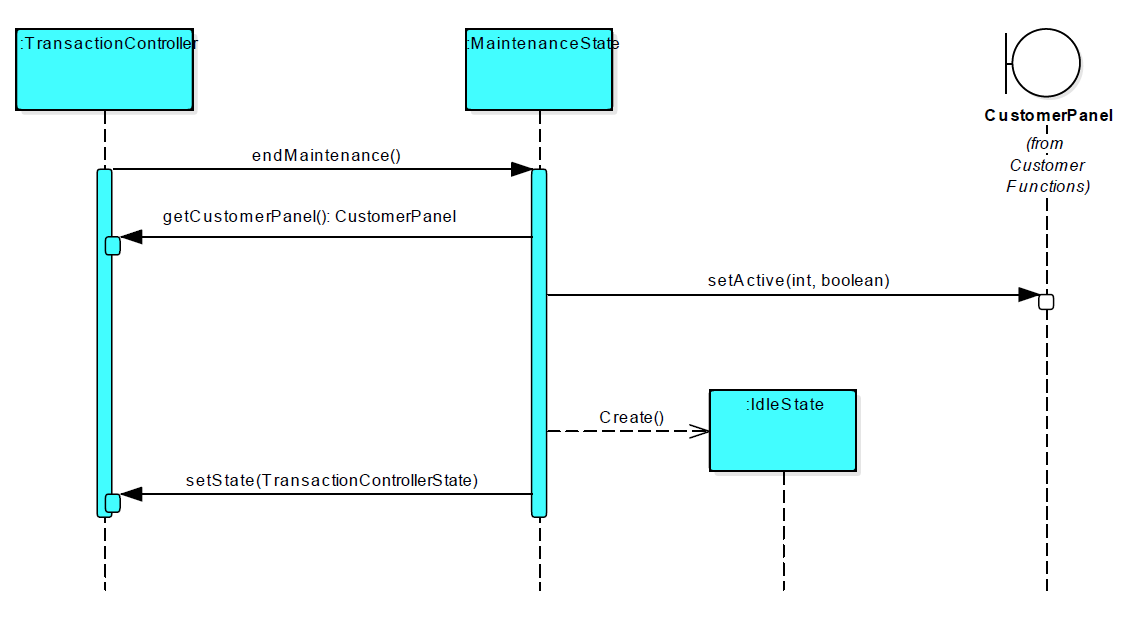 :TransactionController
:MaintenanceState
CustomerPanel
(from
Customer
Functions)
endMaintenance()
getCustomerPanel(): CustomerPanel
setActive(int, boolean)
:IdleState
Create()
setState(TransactionControllerState)